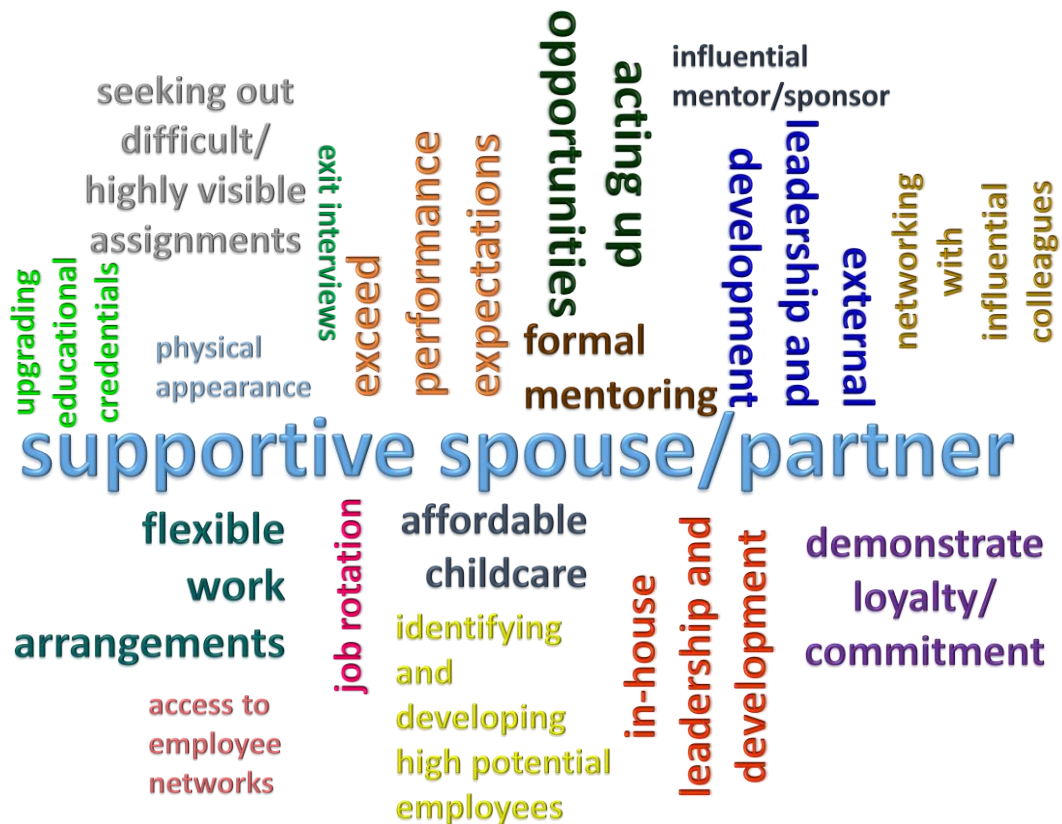 seeking out
difficult/
highly visible
assignments
exit interviews
exceed
performance
expectations
opportunities
acting up
influential
mentor/sponsor
development
leadership and
external
networking
with
influential
colleagues
upgrading
educational
credentials
physical
appearance
formal
mentoring
supportive spouse/partner
flexible
work
arrangements
job rotation
affordable
childcare
in-house
leadership and
development
demonstrate
loyalty/
commitment
access to
employee
networks
identifying
and
developing
high potential
employees